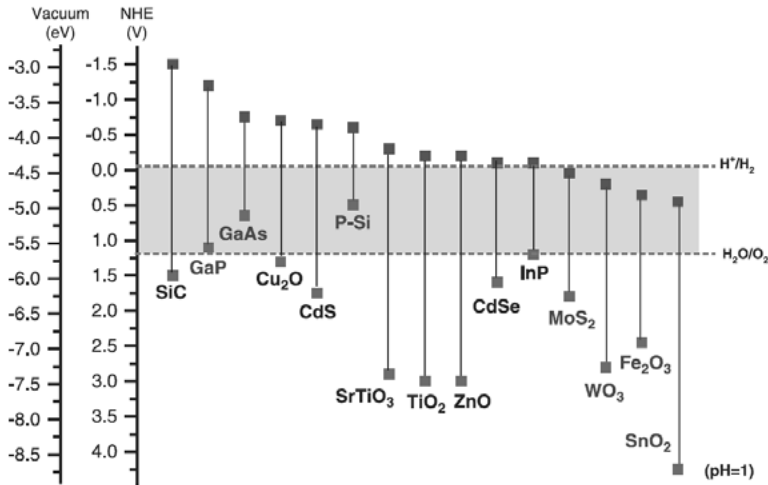 Vacuum
(eV)
NHE
(V)
-3.0
-3.5
-4.0
-4.5
-5.0
-5.5
-6.0
-6.5
-7.0
-7.5
-8.0
-8.5
-1.5
-1.0
-0.5
0.0
0.5
1.0
1.5
2.0
2.5
3.0
3.5
4.0
H⁺/H₂
H₂O/O₂
SiC
GaP
GaAs
Cu₂O
CdS
P-Si
SrTiO₃
TiO₂
ZnO
CdSe
InP
MoS₂
WO₃
Fe₂O₃
SnO₂
(pH=1)